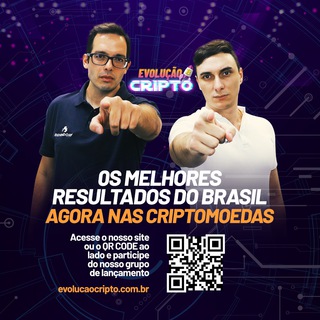 EVOLUÇÃO
CRIPTO
OS MELHORES
RESULTADOS DO BRASIL
AGORA NAS CRIPTOMOEDAS
Acesse o nosso site
ou o QR CODE ao
lado e participe
do nosso grupo
de lançamento
evolucaocripto.com.br